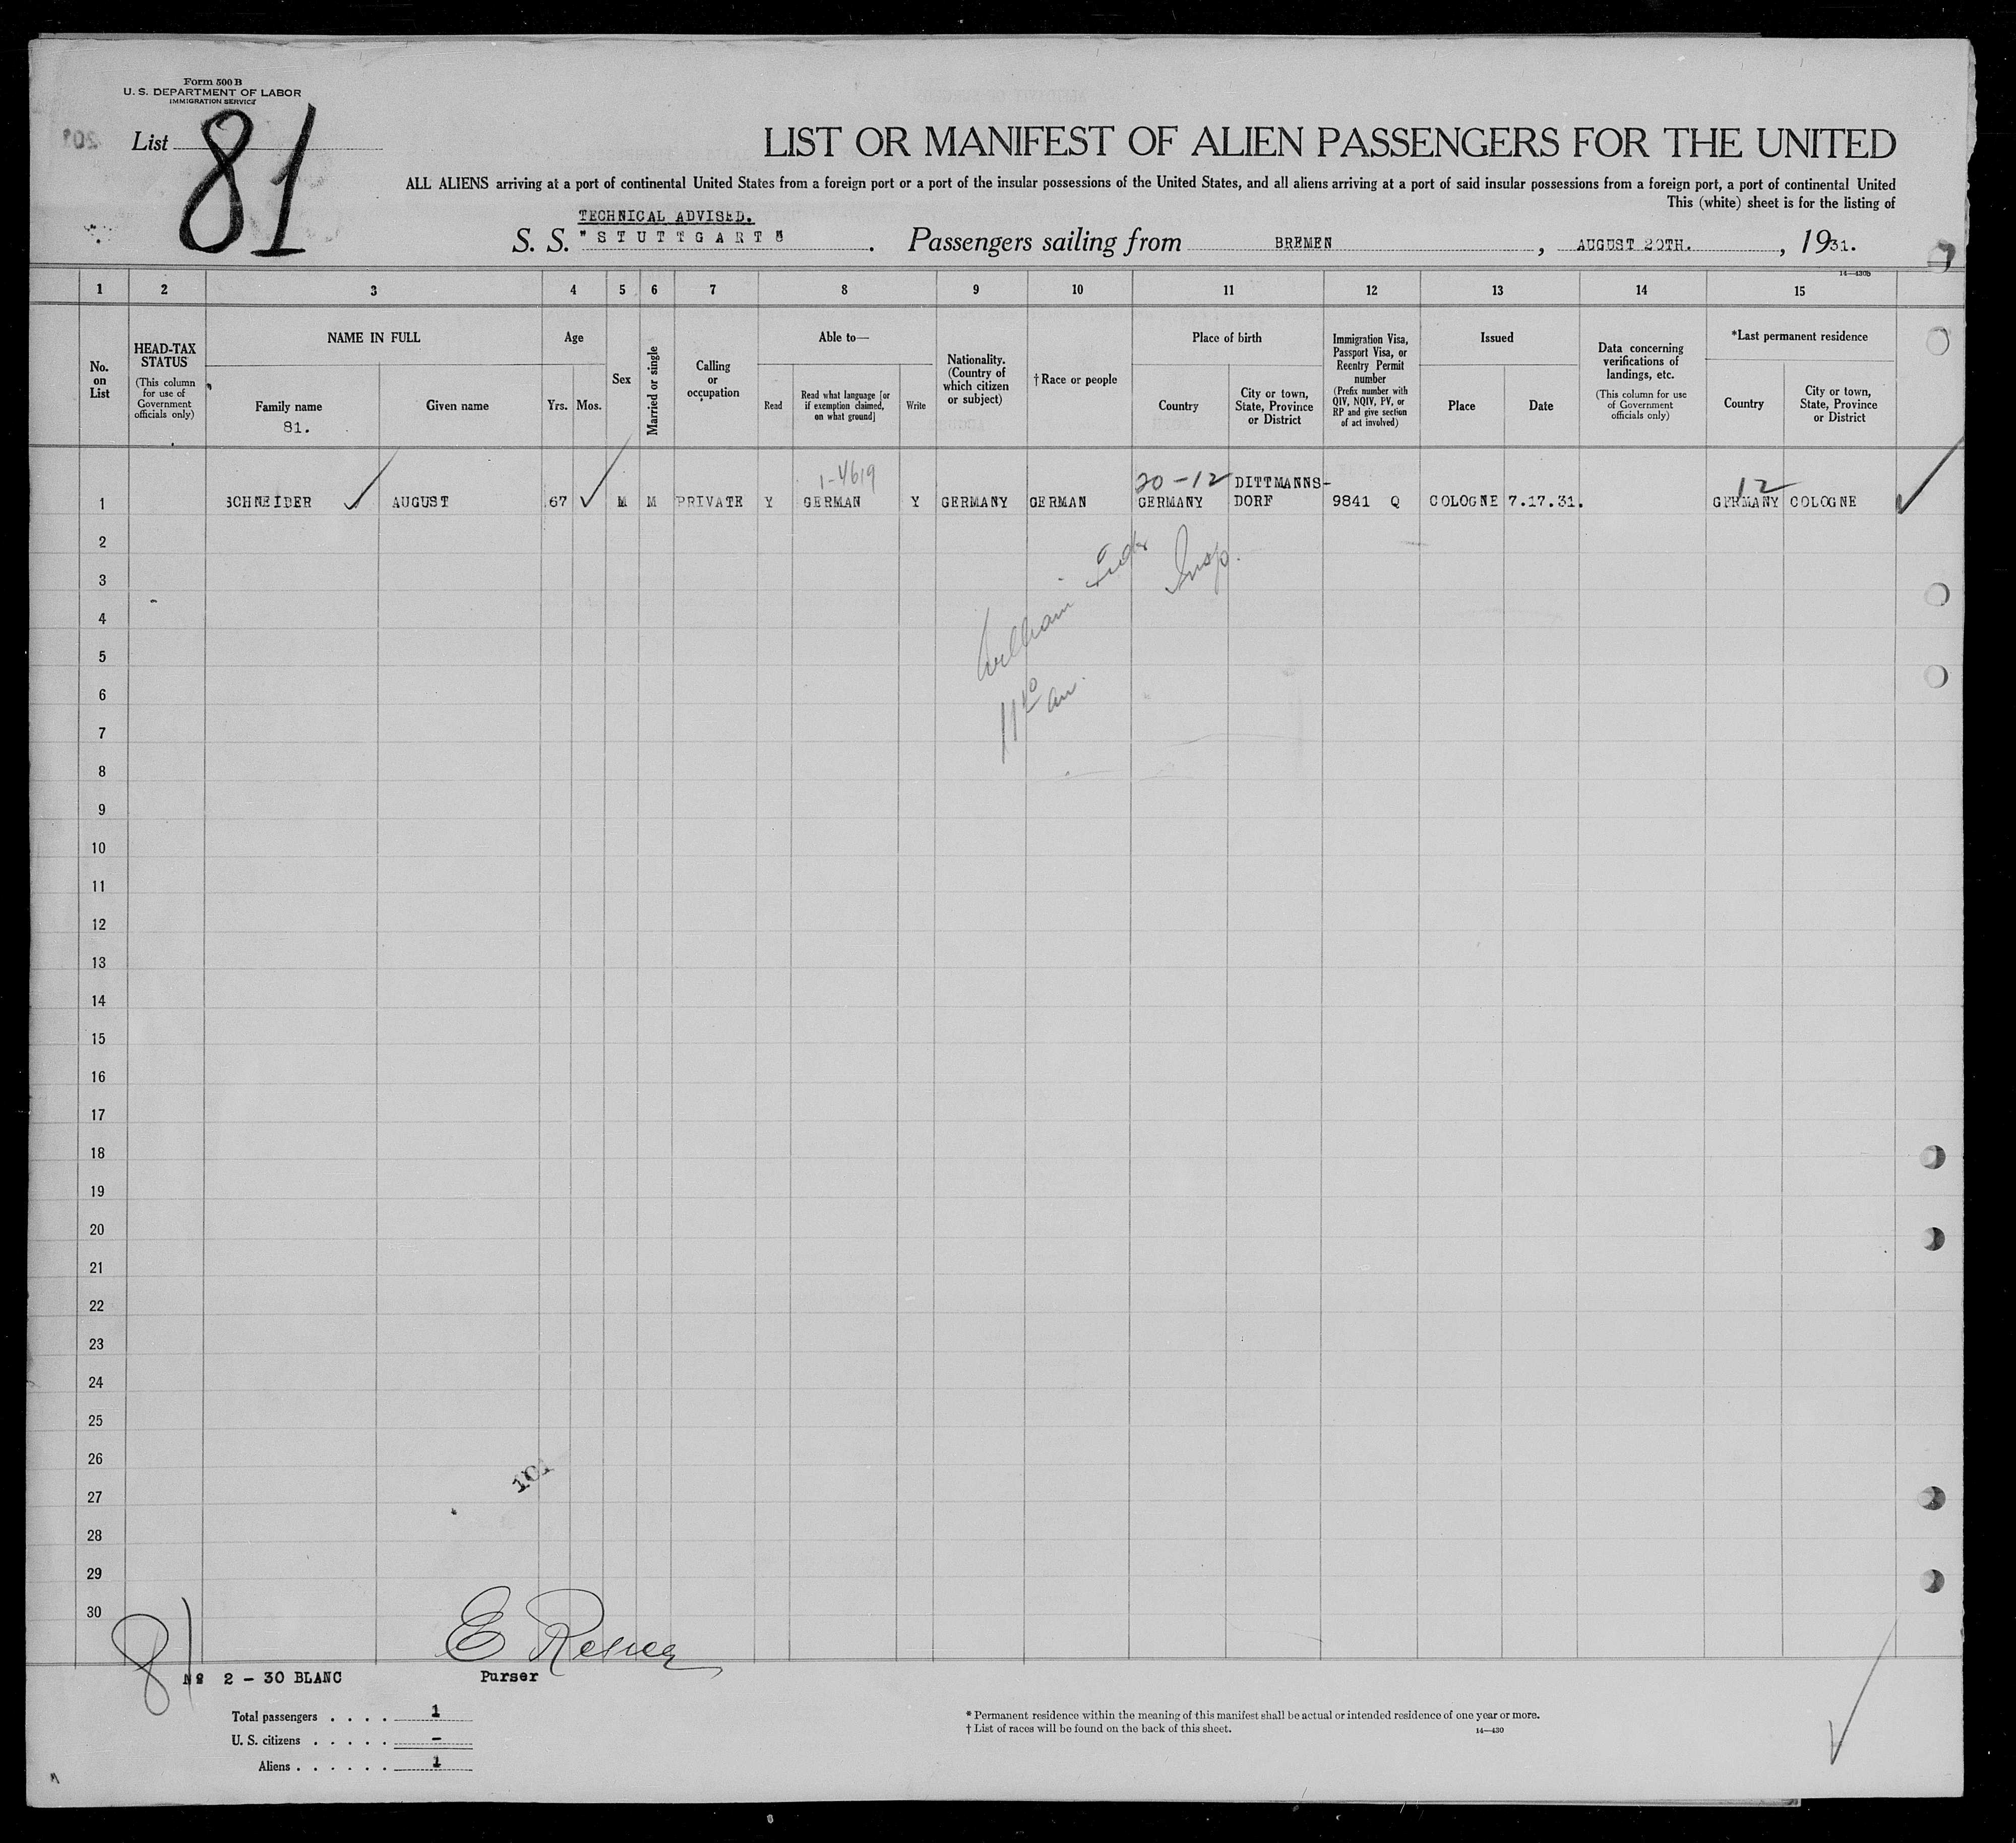 Form 500 B
U. S. DEPARTMENT OF LABOR
IMMIGRATION SERVICE
List 81
LIST OR MANIFEST OF ALIEN PASSENGERS FOR THE UNITED
ALL ALIENS arriving at a port of continental United States from a foreign port or a port of the insular possessions of the United States, and all aliens arriving at a port of said insular possessions from a foreign port, a port of continental United
This (white) sheet is for the listing of
TECHNICAL ADVISED.
S. S. "STUTTGART". Passengers sailing from BREMEN, AUGUST 20TH., 1931.
14—430B
1 2 3 4 5 6 7 8 9 10 11 12 13 14 15
No. on List
HEAD-TAX STATUS
(This column for use of Government officials only)
NAME IN FULL
Family name
81.
Given name
Age
Yrs. Mos.
Sex
Married or single
Calling or occupation
Able to—
Read
Read what language [or if exemption claimed, on what ground]
Write
Nationality. (Country of which citizen or subject)
†Race or people
Place of birth
Country
City or town, State, Province or District
Immigration Visa, Passport Visa, or Reentry Permit number
(Prefix number with QIV, NQIV, PV, or RP and give section of act involved)
Issued
Place
Date
Data concerning verifications of landings, etc.
(This column for use of Government officials only)
*Last permanent residence
Country
City or town, State, Province or District
1-4619 20-12 DITTMANNS- 12
1 SCHNEIDER AUGUST 67 M M PRIVATE Y GERMAN Y GERMANY GERMAN GERMANY DORF 9841 Q COLOGNE 7.17.31. GERMANY COLOGNE
2
Insp.
3
4
William
5
6
7
8
9
10
11
12
13
14
15
16
17
18
19
20
21
22
23
24
25
26
27
28
29
30
81
No 2 - 30 BLANC
Purser
Total passengers . . . . 1
U. S. citizens . . . . . -
Aliens . . . . . . 1
* Permanent residence within the meaning of this manifest shall be actual or intended residence of one year or more.
† List of races will be found on the back of this sheet.
14—430